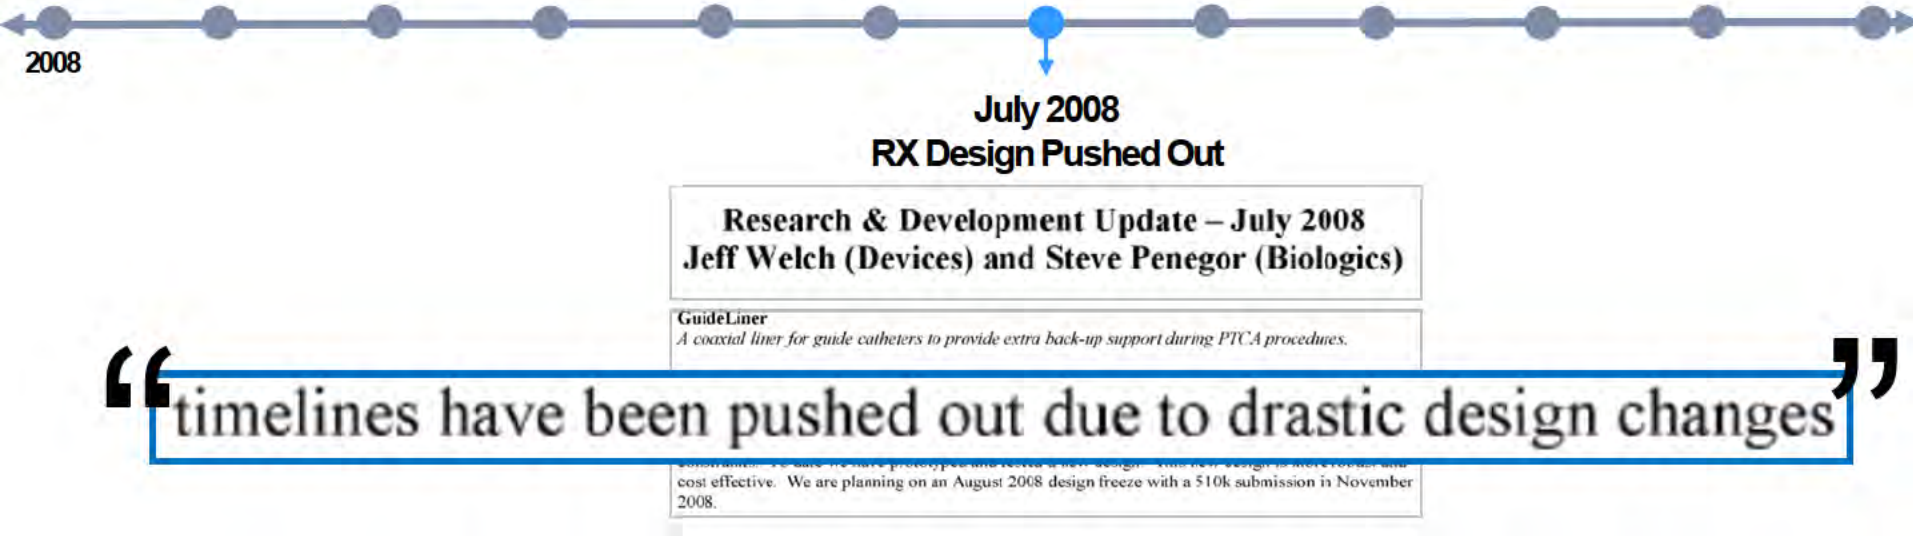 2008
July 2008
RX Design Pushed Out
Research & Development Update – July 2008
Jeff Welch (Devices) and Steve Penegor (Biologics)
GuideLiner
A coaxial liner for guide catheters to provide extra back-up support during PTCA procedures.
“timelines have been pushed out due to drastic design changes”
cost effective. We are planning on an August 2008 design freeze with a 510k submission in November
2008.